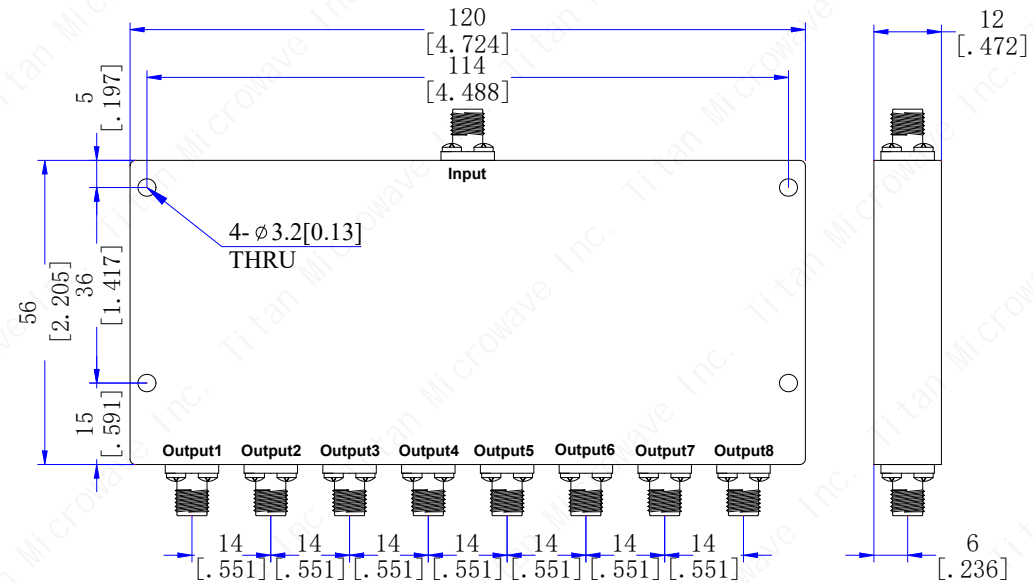 120
[4.724]
114
[4.488]
12
[.472]
5
[.197]
Input
4-⌀3.2[0.13]
THRU
56
[2.205]
36
[1.417]
15
[.591]
Output1 Output2 Output3 Output4 Output5 Output6 Output7 Output8
14 14 14 14 14 14 14
[.551] [.551] [.551] [.551] [.551] [.551] [.551]
6
[.236]
Titan Microwave Inc.